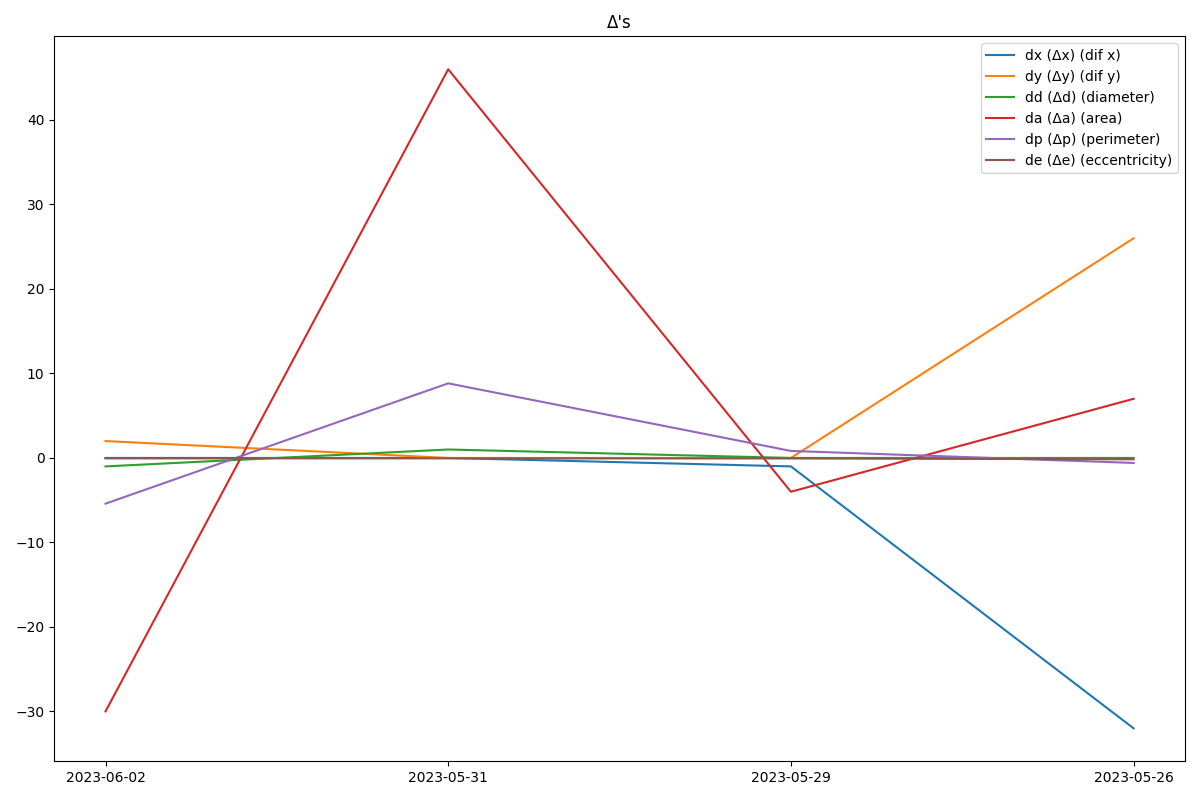 Δ's
dx (Δx) (dif x)
dy (Δy) (dif y)
dd (Δd) (diameter)
da (Δa) (area)
dp (Δp) (perimeter)
de (Δe) (eccentricity)
40
30
20
10
0
−10
−20
−30
2023-06-02 2023-05-31 2023-05-29 2023-05-26